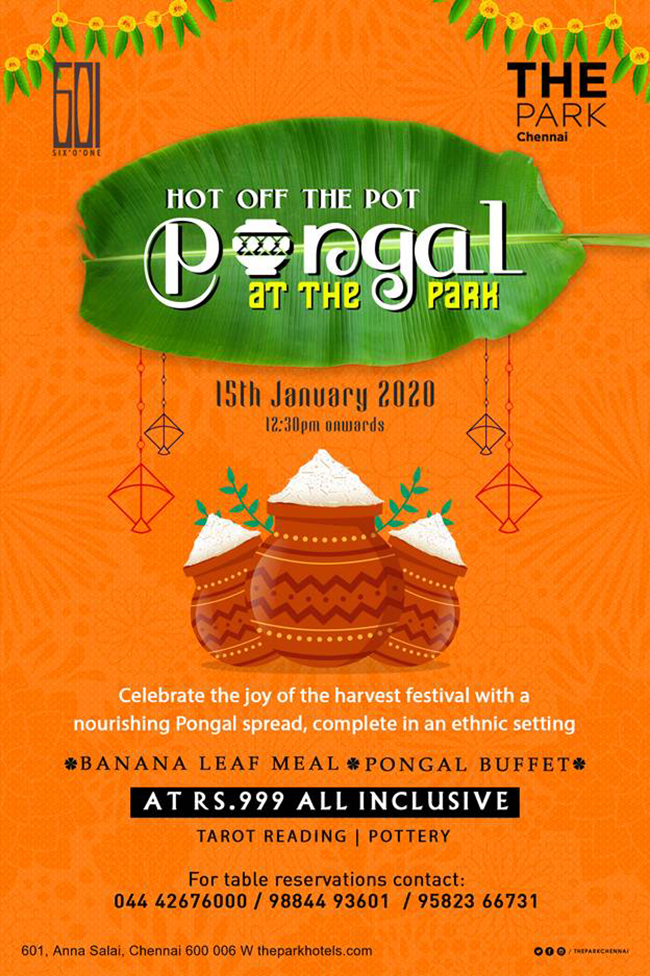 601
SIX'O'ONE
THE
PARK
Chennai
HOT OFF THE POT
Pongal
AT THE PARK
15th January 2020
12:30pm onwards
Celebrate the joy of the harvest festival with a
nourishing Pongal spread, complete in an ethnic setting
✽BANANA LEAF MEAL ✽PONGAL BUFFET✽
AT RS.999 ALL INCLUSIVE
TAROT READING | POTTERY
For table reservations contact:
044 42676000 / 98844 93601 / 95823 66731
601, Anna Salai, Chennai 600 006 W theparkhotels.com
/ THEPARKCHENNAI